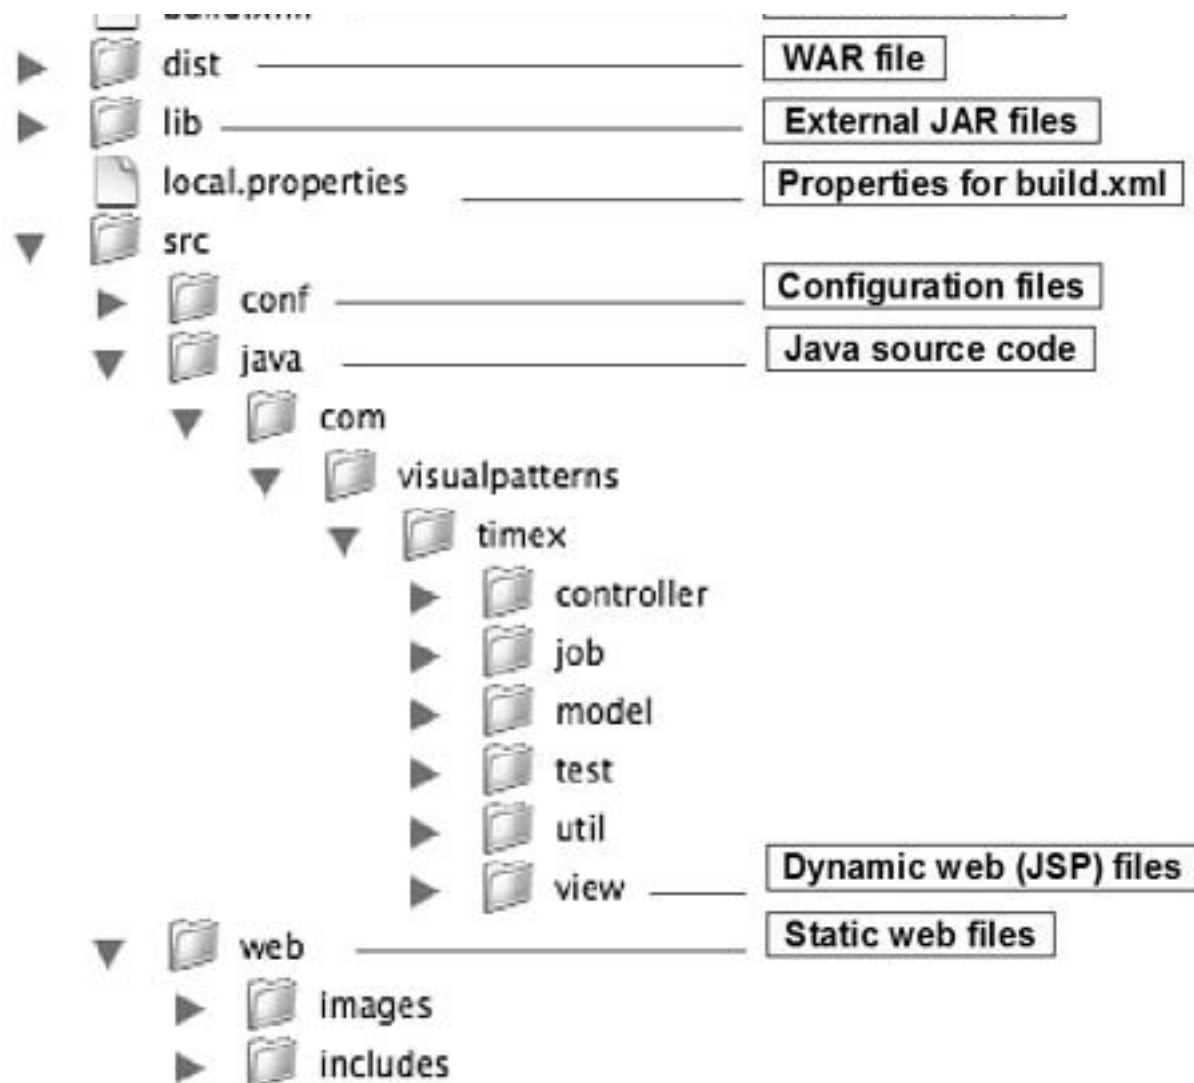 dist WAR file
lib External JAR files
local.properties Properties for build.xml
src
conf Configuration files
java Java source code
com
visualpatterns
timex
controller
job
model
test
util
view Dynamic web (JSP) files
web Static web files
images
includes